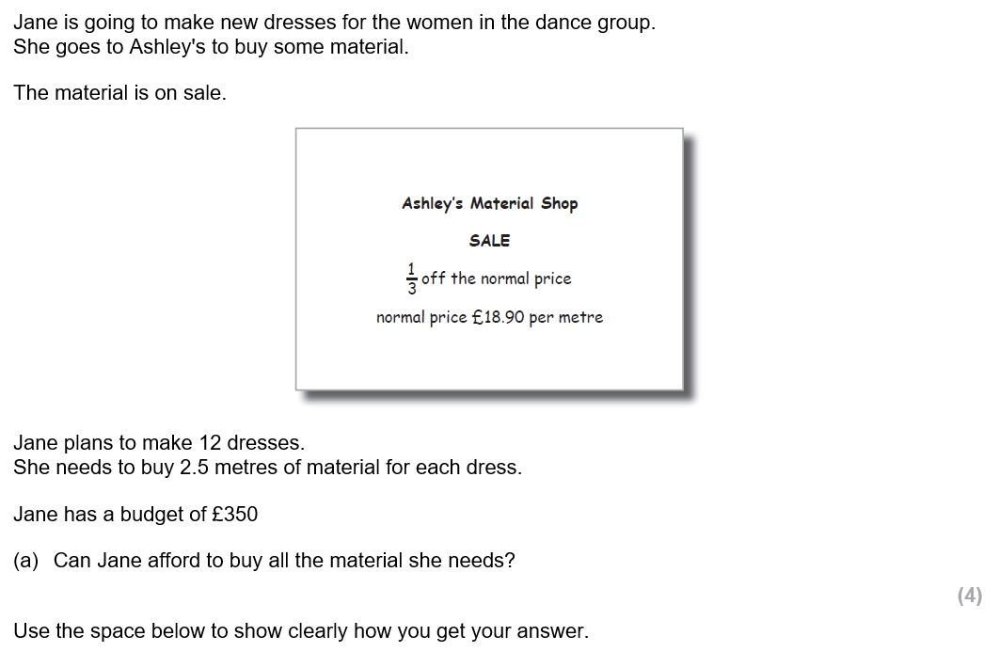 Jane is going to make new dresses for the women in the dance group.
She goes to Ashley's to buy some material.
The material is on sale.
Ashley's Material Shop
SALE
1/3 off the normal price
normal price £18.90 per metre
Jane plans to make 12 dresses.
She needs to buy 2.5 metres of material for each dress.
Jane has a budget of £350
(a) Can Jane afford to buy all the material she needs?
(4)
Use the space below to show clearly how you get your answer.